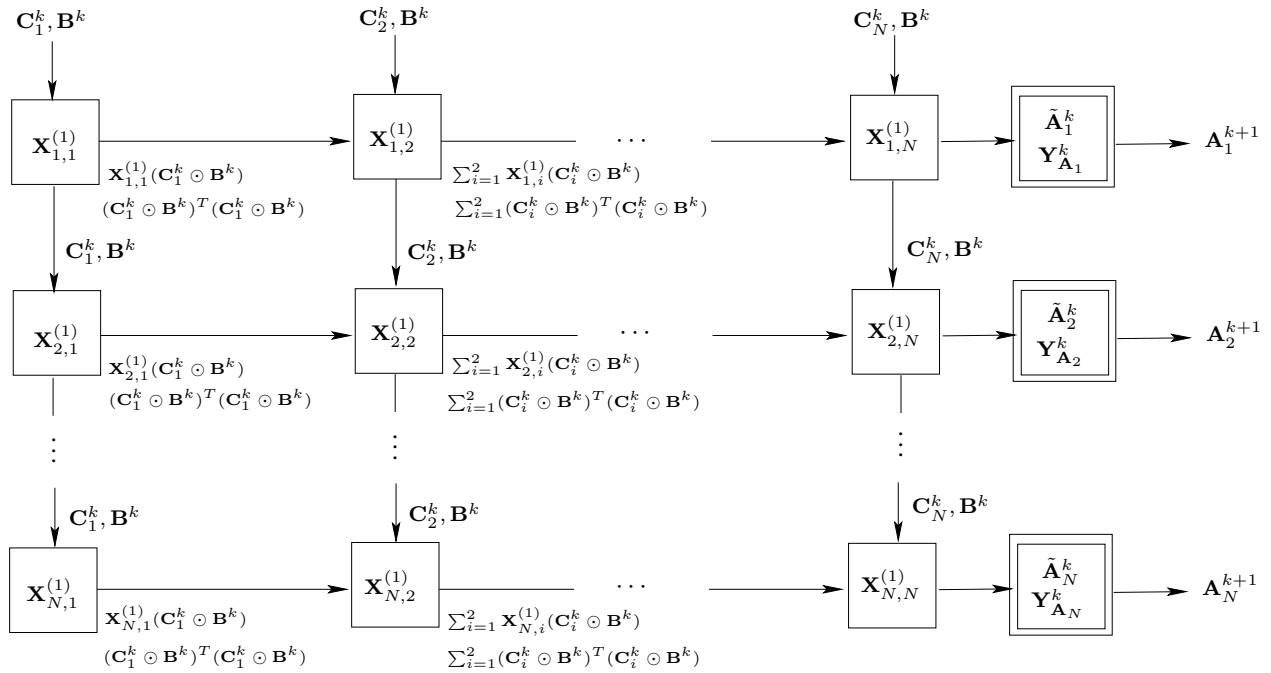 C_1^k, B^k
C_2^k, B^k
C_N^k, B^k
X_{1,1}^{(1)}
X_{1,2}^{(1)}
···
X_{1,N}^{(1)}
Ã_1^k
Y_{A_1}^k
A_1^{k+1}
X_{1,1}^{(1)}(C_1^k ⊙ B^k)
(C_1^k ⊙ B^k)^T(C_1^k ⊙ B^k)
∑_{i=1}^2 X_{1,i}^{(1)}(C_i^k ⊙ B^k)
∑_{i=1}^2 (C_i^k ⊙ B^k)^T(C_i^k ⊙ B^k)
C_1^k, B^k
C_2^k, B^k
C_N^k, B^k
X_{2,1}^{(1)}
X_{2,2}^{(1)}
···
X_{2,N}^{(1)}
Ã_2^k
Y_{A_2}^k
A_2^{k+1}
X_{2,1}^{(1)}(C_1^k ⊙ B^k)
(C_1^k ⊙ B^k)^T(C_1^k ⊙ B^k)
∑_{i=1}^2 X_{2,i}^{(1)}(C_i^k ⊙ B^k)
∑_{i=1}^2 (C_i^k ⊙ B^k)^T(C_i^k ⊙ B^k)
⋮
⋮
⋮
C_1^k, B^k
C_2^k, B^k
C_N^k, B^k
X_{N,1}^{(1)}
X_{N,2}^{(1)}
···
X_{N,N}^{(1)}
Ã_N^k
Y_{A_N}^k
A_N^{k+1}
X_{N,1}^{(1)}(C_1^k ⊙ B^k)
(C_1^k ⊙ B^k)^T(C_1^k ⊙ B^k)
∑_{i=1}^2 X_{N,i}^{(1)}(C_i^k ⊙ B^k)
∑_{i=1}^2 (C_i^k ⊙ B^k)^T(C_i^k ⊙ B^k)